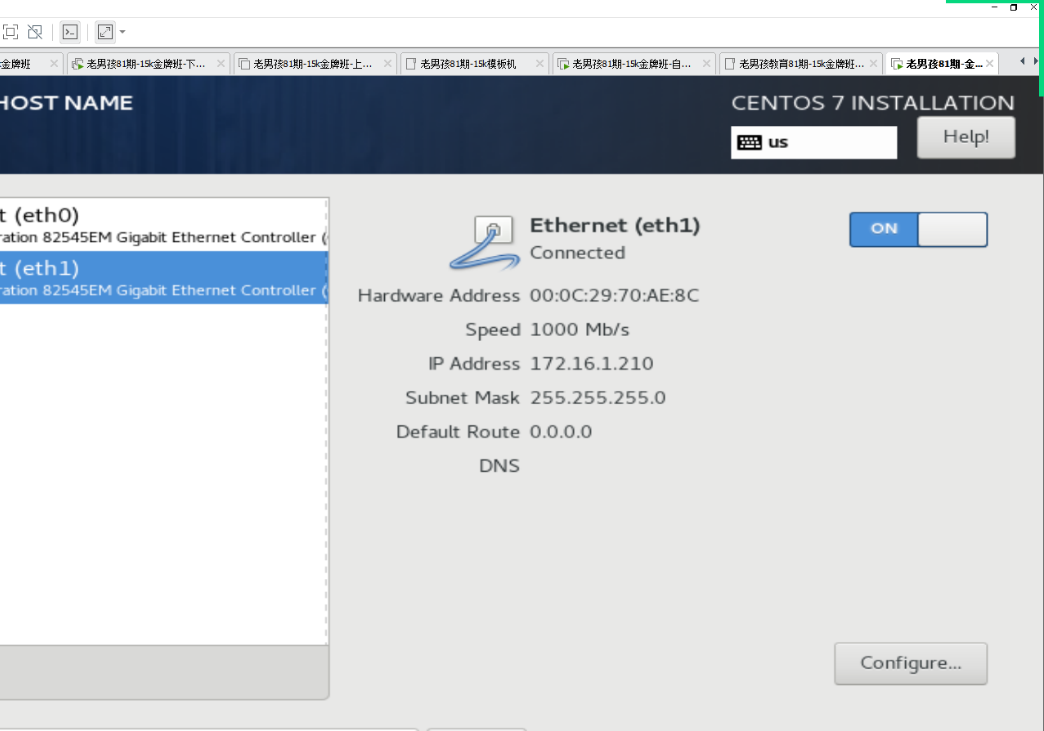 金牌班 老男孩81期-15k金牌班-下... 老男孩81期-15k金牌班-上... 老男孩81期-15k模板机 老男孩81期-15k金牌班-自... 老男孩教育81期-15k金牌班... 老男孩81期-金...
HOST NAME
CENTOS 7 INSTALLATION
us
Help!
t (eth0)
ration 82545EM Gigabit Ethernet Controller (
t (eth1)
ration 82545EM Gigabit Ethernet Controller (
Ethernet (eth1)
ON
Connected
Hardware Address 00:0C:29:70:AE:8C
Speed 1000 Mb/s
IP Address 172.16.1.210
Subnet Mask 255.255.255.0
Default Route 0.0.0.0
DNS
Configure...